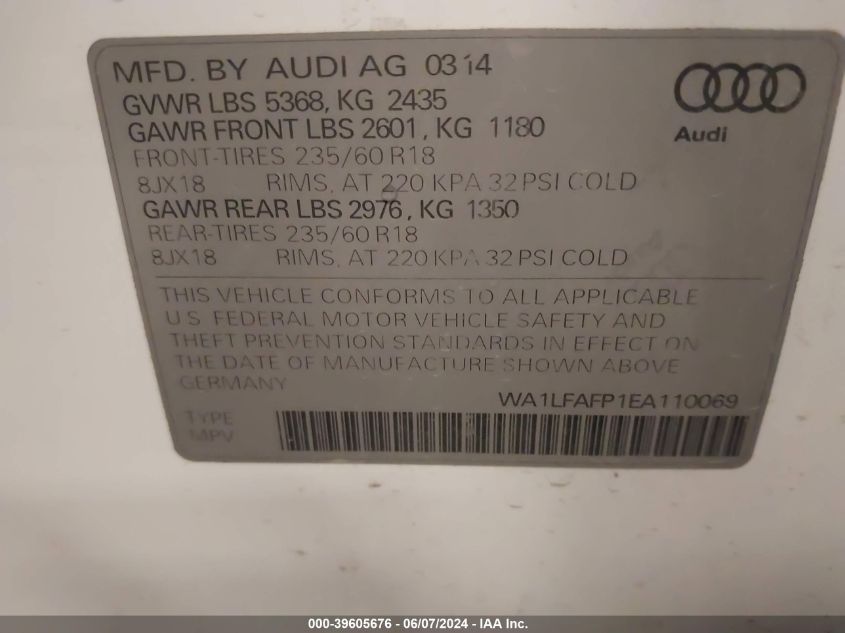 MFD. BY AUDI AG 0314
GVWR LBS 5368, KG 2435
GAWR FRONT LBS 2601, KG 1180
FRONT-TIRES 235/60 R18
8JX18 RIMS, AT 220 KPA 32 PSI COLD
GAWR REAR LBS 2976, KG 1350
REAR-TIRES 235/60 R18
8JX18 RIMS, AT 220 KPA 32 PSI COLD
Audi
THIS VEHICLE CONFORMS TO ALL APPLICABLE
U.S. FEDERAL MOTOR VEHICLE SAFETY AND
THEFT PREVENTION STANDARDS IN EFFECT ON
THE DATE OF MANUFACTURE SHOWN ABOVE
GERMANY
WA1LFAFP1EA110069
TYPE
MPV
000-39605676 - 06/07/2024 - IAA Inc.